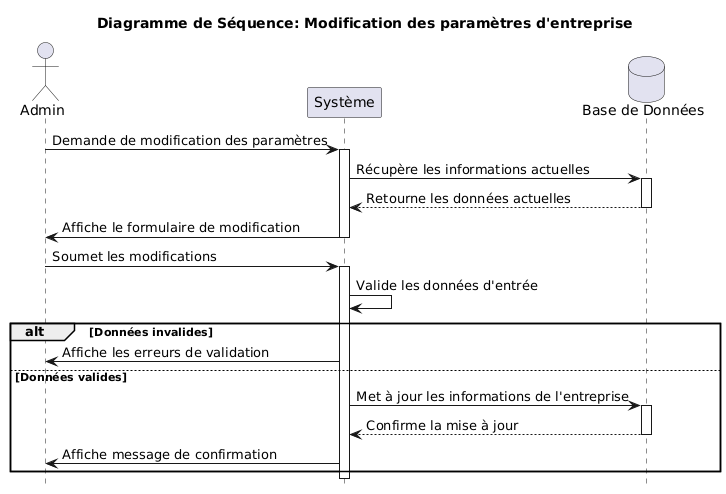 Diagramme de Séquence: Modification des paramètres d'entreprise
Admin
Système
Base de Données
Demande de modification des paramètres
Récupère les informations actuelles
Retourne les données actuelles
Affiche le formulaire de modification
Soumet les modifications
Valide les données d'entrée
alt [Données invalides]
Affiche les erreurs de validation
[Données valides]
Met à jour les informations de l'entreprise
Confirme la mise à jour
Affiche message de confirmation